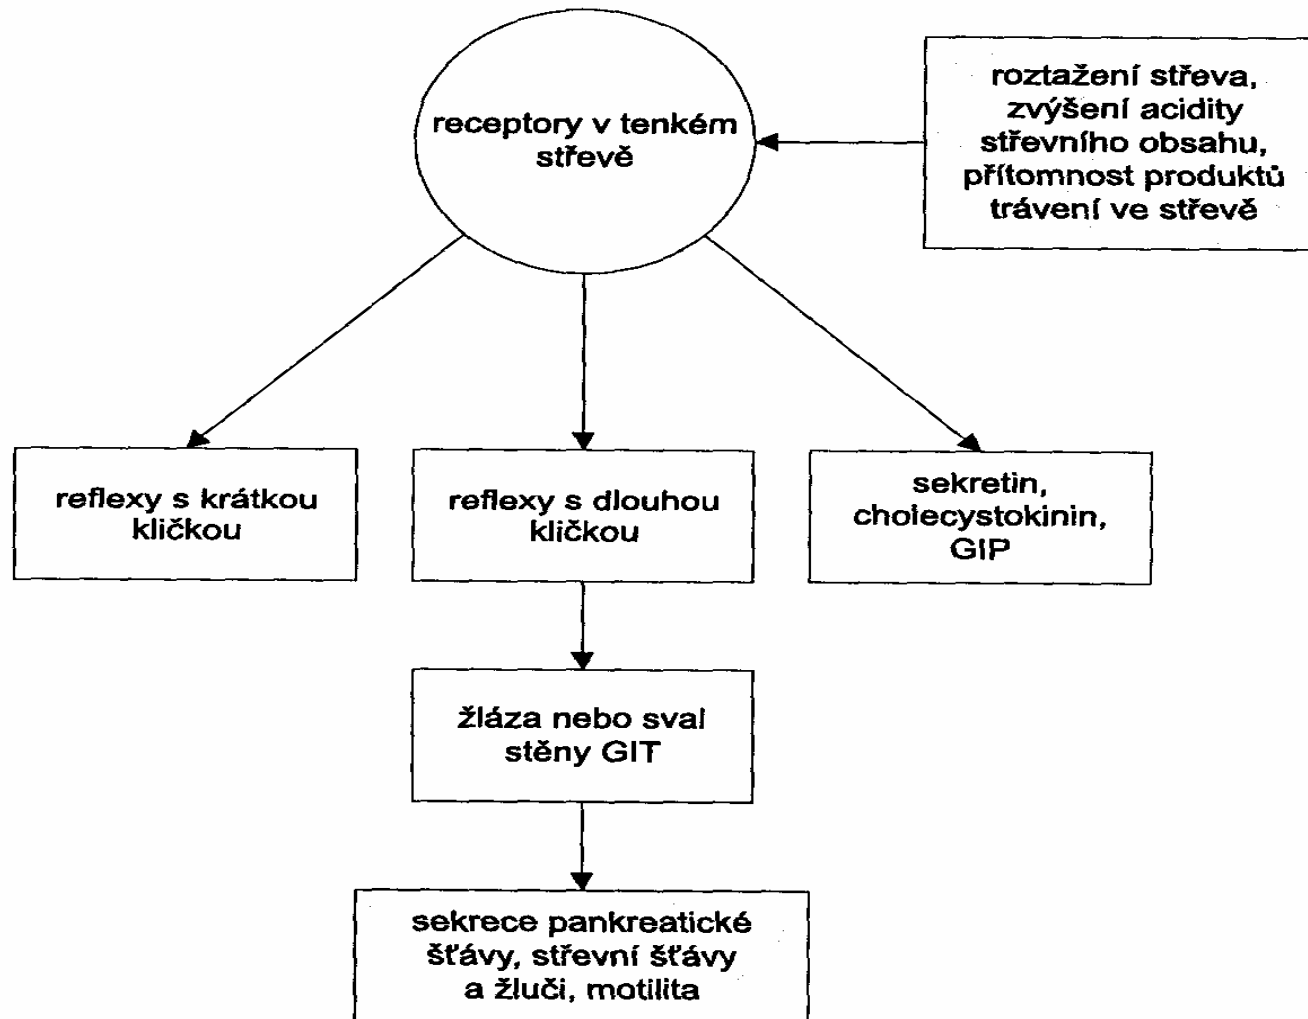 receptory v tenkém
střevě
roztažení střeva,
zvýšení acidity
střevního obsahu,
přítomnost produktů
trávení ve střevě
reflexy s krátkou
kličkou
reflexy s dlouhou
kličkou
sekretin,
cholecystokinin,
GIP
žláza nebo sval
stěny GIT
sekrece pankreatické
šťávy, střevní šťávy
a žluči, motilita